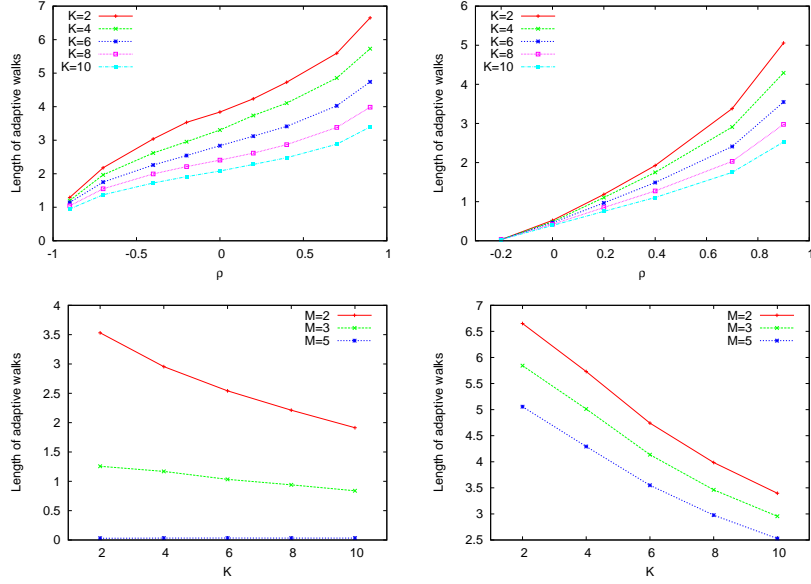 7
6
5
4
3
2
1
0
-1
-0.5
0
0.5
1
Length of adaptive walks
ρ
K=2
K=4
K=6
K=8
K=10
6
5
4
3
2
1
0
-0.2
0
0.2
0.4
0.6
0.8
1
Length of adaptive walks
ρ
K=2
K=4
K=6
K=8
K=10
4
3.5
3
2.5
2
1.5
1
0.5
0
2
4
6
8
10
Length of adaptive walks
K
M=2
M=3
M=5
7
6.5
6
5.5
5
4.5
4
3.5
3
2.5
2
4
6
8
10
Length of adaptive walks
K
M=2
M=3
M=5